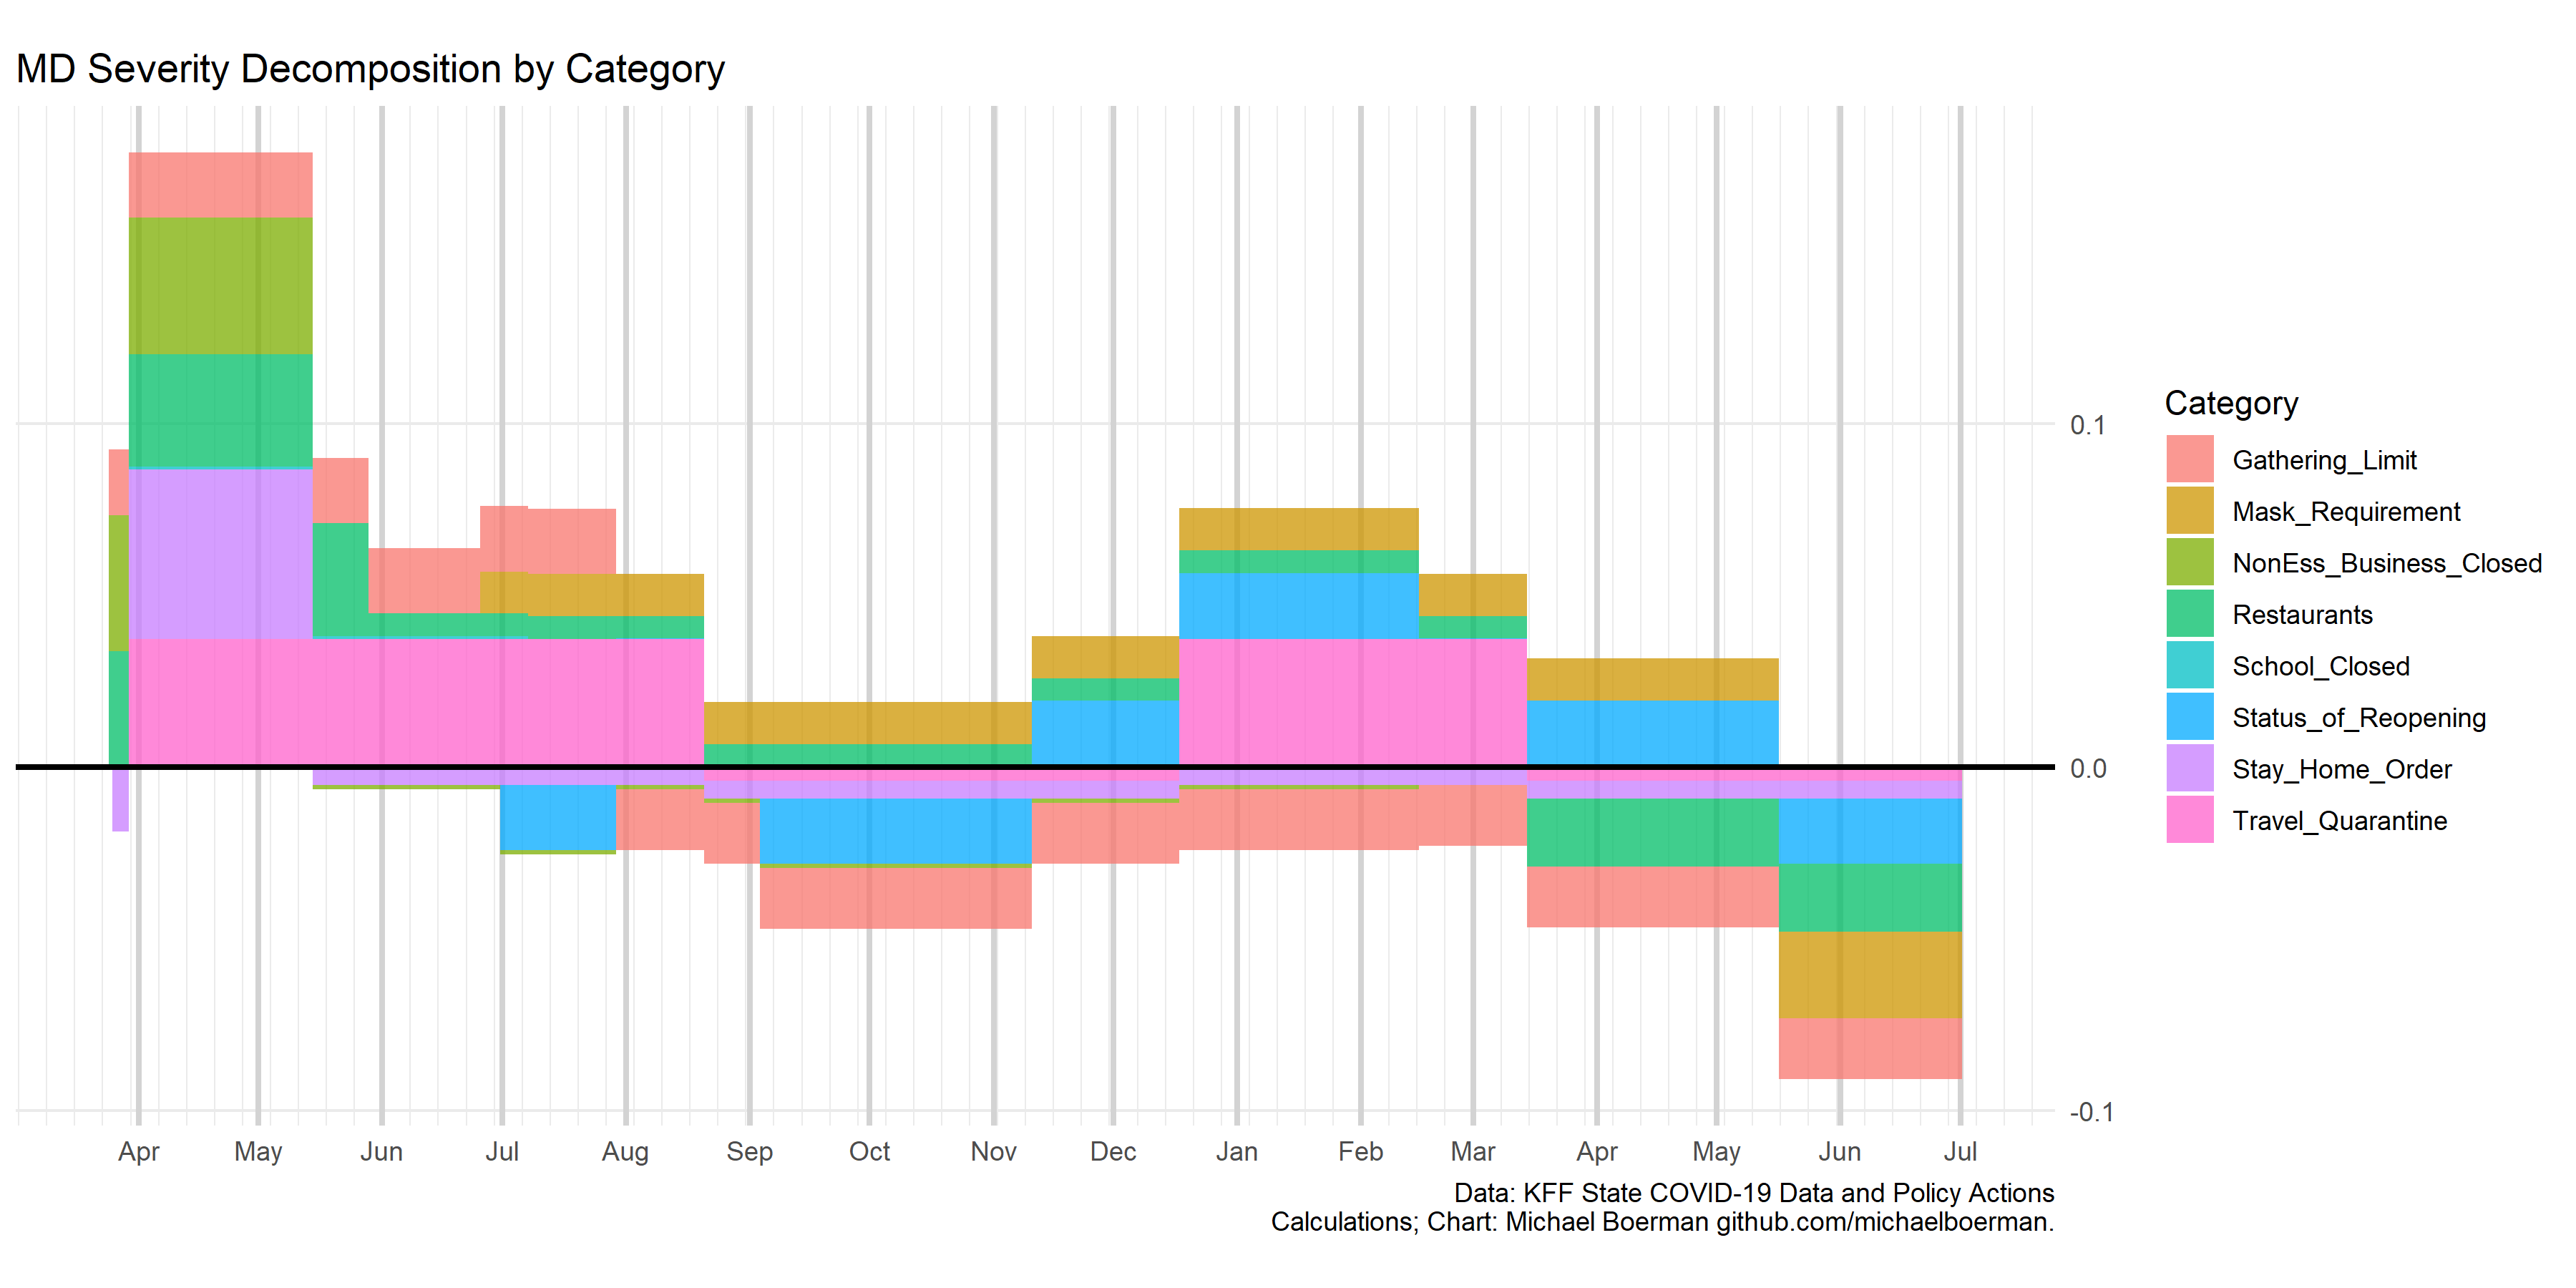 MD Severity Decomposition by Category
0.1
0.0
-0.1
Apr May Jun Jul Aug Sep Oct Nov Dec Jan Feb Mar Apr May Jun Jul
Category
Gathering_Limit
Mask_Requirement
NonEss_Business_Closed
Restaurants
School_Closed
Status_of_Reopening
Stay_Home_Order
Travel_Quarantine
Data: KFF State COVID-19 Data and Policy Actions
Calculations; Chart: Michael Boerman github.com/michaelboerman.